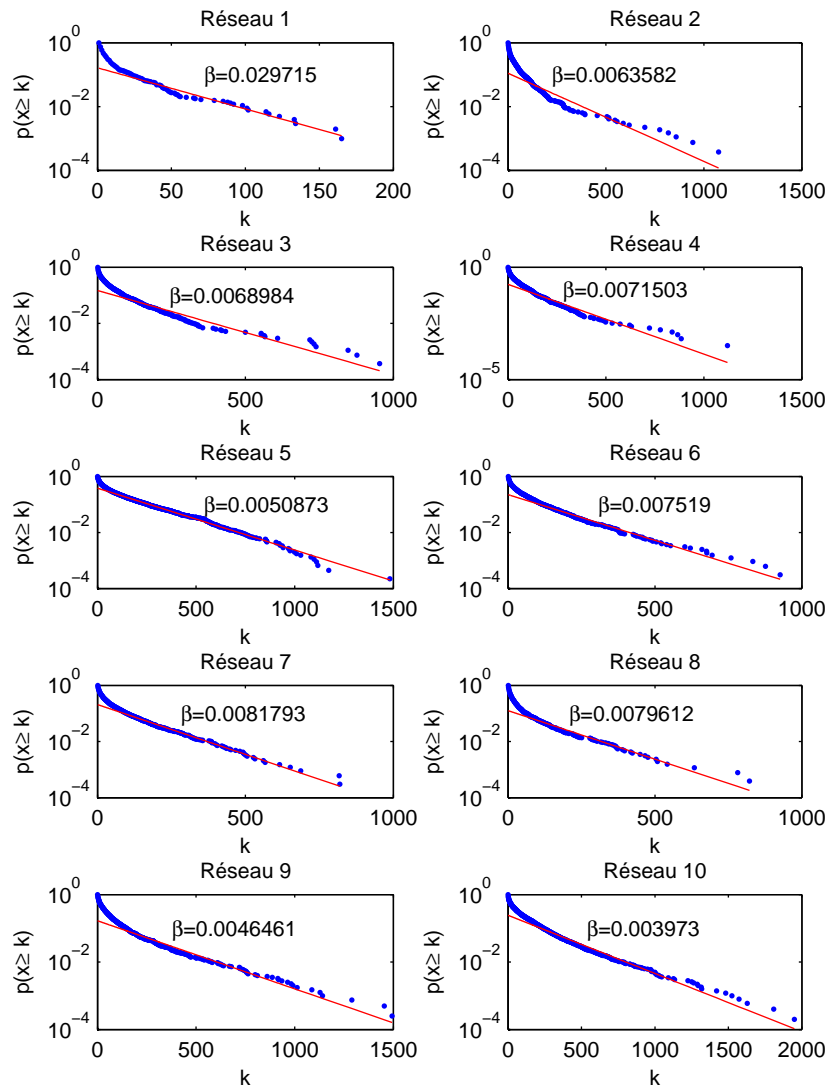 Réseau 1
10^0
10^-2
10^-4
p(x≥ k)
β=0.029715
0 50 100 150 200
k
Réseau 2
10^0
10^-2
10^-4
p(x≥ k)
β=0.0063582
0 500 1000 1500
k
Réseau 3
10^0
10^-2
10^-4
p(x≥ k)
β=0.0068984
0 500 1000
k
Réseau 4
10^0
10^-5
p(x≥ k)
β=0.0071503
0 500 1000 1500
k
Réseau 5
10^0
10^-2
10^-4
p(x≥ k)
β=0.0050873
0 500 1000 1500
k
Réseau 6
10^0
10^-2
10^-4
p(x≥ k)
β=0.007519
0 500 1000
k
Réseau 7
10^0
10^-2
10^-4
p(x≥ k)
β=0.0081793
0 500 1000
k
Réseau 8
10^0
10^-2
10^-4
p(x≥ k)
β=0.0079612
0 500 1000
k
Réseau 9
10^0
10^-2
10^-4
p(x≥ k)
β=0.0046461
0 500 1000 1500
k
Réseau 10
10^0
10^-2
10^-4
p(x≥ k)
β=0.003973
0 500 1000 1500 2000
k